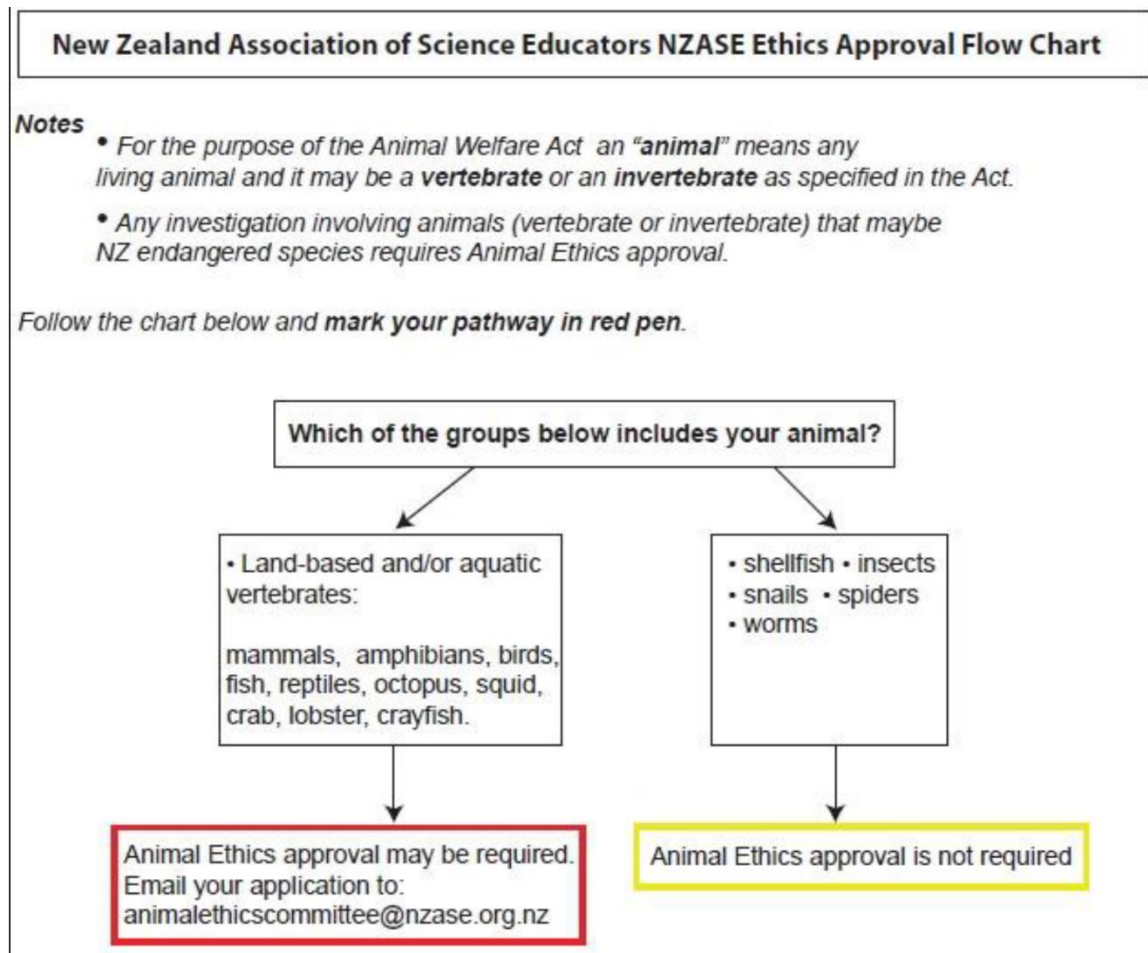 New Zealand Association of Science Educators NZASE Ethics Approval Flow Chart
Notes
• For the purpose of the Animal Welfare Act an “animal” means any
living animal and it may be a vertebrate or an invertebrate as specified in the Act.
• Any investigation involving animals (vertebrate or invertebrate) that maybe
NZ endangered species requires Animal Ethics approval.
Follow the chart below and mark your pathway in red pen.
Which of the groups below includes your animal?
• Land-based and/or aquatic
vertebrates:
mammals, amphibians, birds,
fish, reptiles, octopus, squid,
crab, lobster, crayfish.
• shellfish • insects
• snails • spiders
• worms
Animal Ethics approval may be required.
Email your application to:
animalethicscommittee@nzase.org.nz
Animal Ethics approval is not required